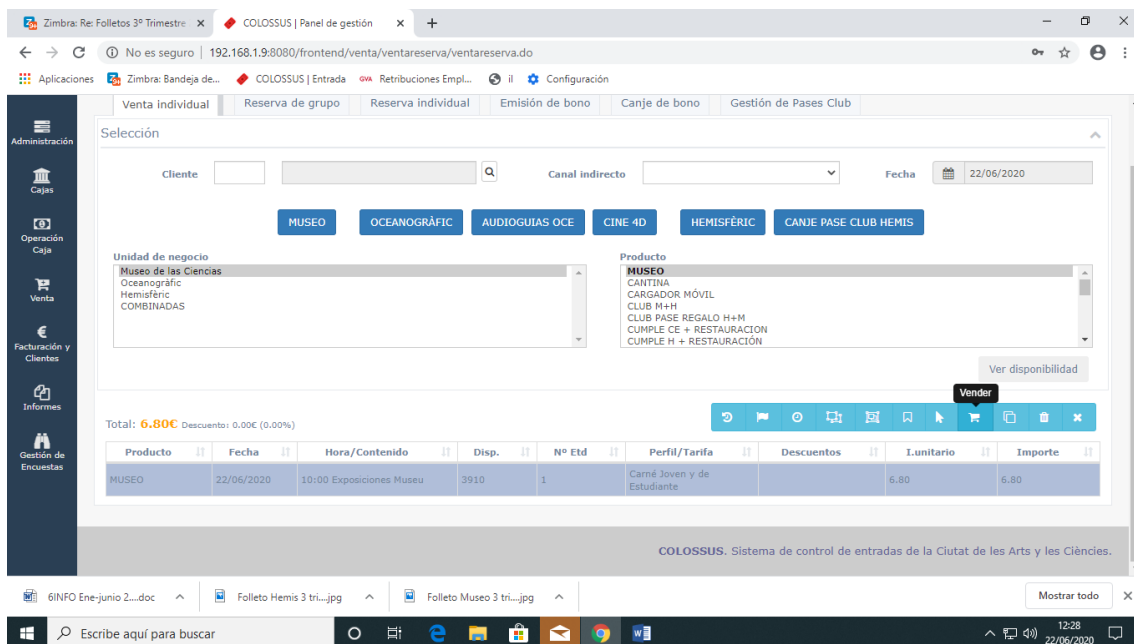 Zimbra: Re: Folletos 3º Trimestre
COLOSSUS | Panel de gestión
No es seguro | 192.168.1.9:8080/frontend/venta/ventareserva/ventareserva.do
Aplicaciones
Zimbra: Bandeja de...
COLOSSUS | Entrada
GVA Retribuciones Empl...
il
Configuración
Administración
Cajas
Operación
Caja
Venta
Facturación y
Clientes
Informes
Gestión de
Encuestas
Venta individual
Reserva de grupo
Reserva individual
Emisión de bono
Canje de bono
Gestión de Pases Club
Selección
Cliente
Canal indirecto
Fecha
22/06/2020
MUSEO
OCEANOGRÀFIC
AUDIOGUIAS OCE
CINE 4D
HEMISFÈRIC
CANJE PASE CLUB HEMIS
Unidad de negocio
Museo de las Ciencias
Oceanogràfic
Hemisfèric
COMBINADAS
Producto
MUSEO
CANTINA
CARGADOR MÓVIL
CLUB M+H
CLUB PASE REGALO H+M
CUMPLE CE + RESTAURACION
CUMPLE H + RESTAURACIÓN
Ver disponibilidad
Vender
Total: 6.80€ Descuento: 0.00€ (0.00%)
Producto Fecha Hora/Contenido Disp. Nº Etd Perfil/Tarifa Descuentos I.unitario Importe
MUSEO 22/06/2020 10:00 Exposiciones Museu 3910 1 Carné Joven y de Estudiante 6.80 6.80
COLOSSUS. Sistema de control de entradas de la Ciutat de les Arts y les Ciències.
6INFO Ene-junio 2....doc
Folleto Hemis 3 tri....jpg
Folleto Museo 3 tri....jpg
Mostrar todo
Escribe aquí para buscar
12:28
22/06/2020